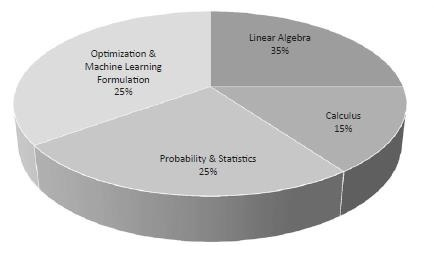 Linear Algebra
35%
Optimization &
Machine Learning
Formulation
25%
Calculus
15%
Probability & Statistics
25%